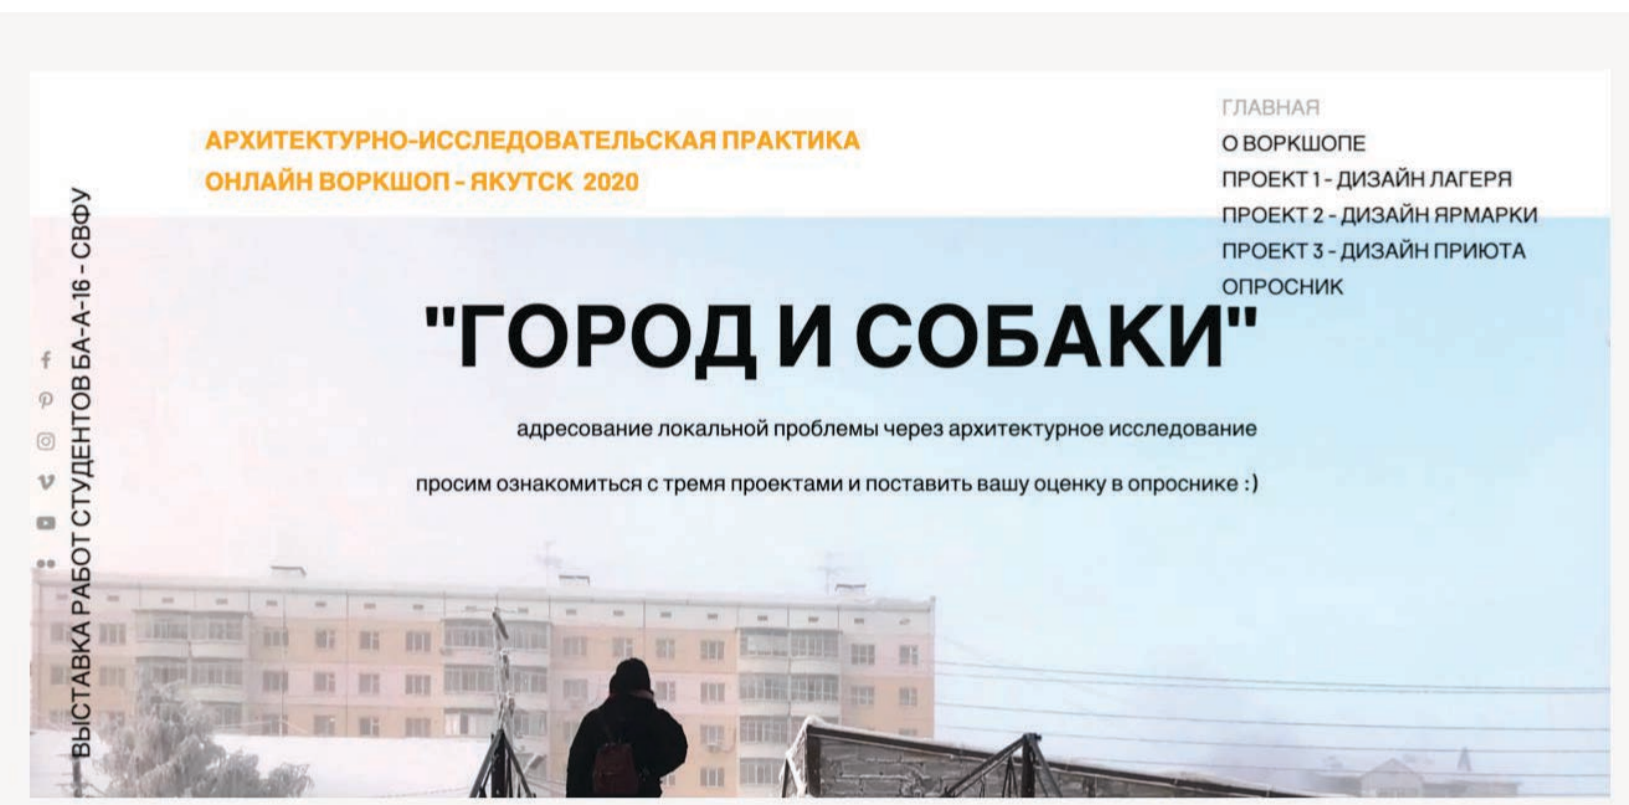 АРХИТЕКТУРНО-ИССЛЕДОВАТЕЛЬСКАЯ ПРАКТИКА
ОНЛАЙН ВОРКШОП - ЯКУТСК 2020
ГЛАВНАЯ
О ВОРКШОПЕ
ПРОЕКТ 1 - ДИЗАЙН ЛАГЕРЯ
ПРОЕКТ 2 - ДИЗАЙН ЯРМАРКИ
ПРОЕКТ 3 - ДИЗАЙН ПРИЮТА
ОПРОСНИК
"ГОРОД И СОБАКИ"
адресование локальной проблемы через архитектурное исследование
просим ознакомиться с тремя проектами и поставить вашу оценку в опроснике :)
ВЫСТАВКА РАБОТ СТУДЕНТОВ БА-А-16 - СВФУ